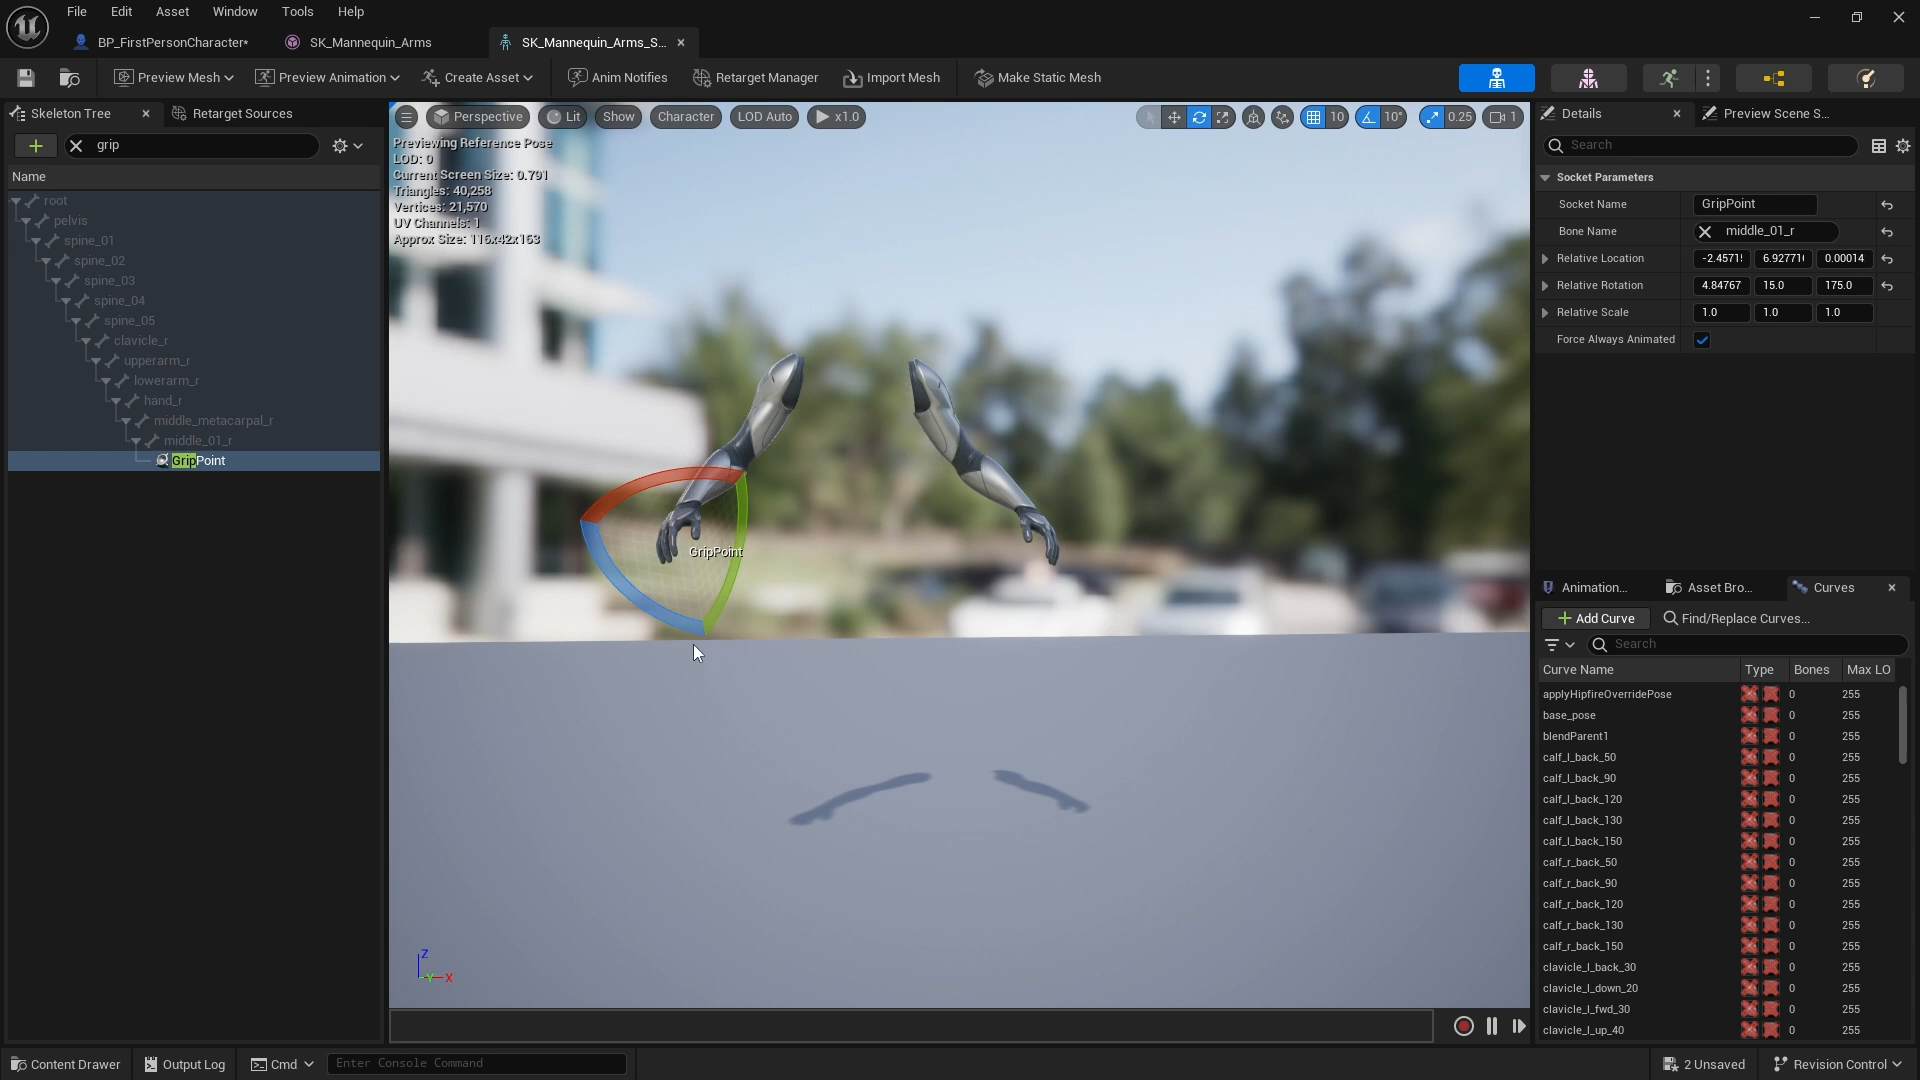 File Edit Asset Window Tools Help
BP_FirstPersonCharacter* SK_Mannequin_Arms SK_Mannequin_Arms_S...
Preview Mesh Preview Animation Create Asset Anim Notifies Retarget Manager Import Mesh Make Static Mesh
Skeleton Tree Retarget Sources
grip
Name
root
pelvis
spine_01
spine_02
spine_03
spine_04
spine_05
clavicle_r
upperarm_r
lowerarm_r
hand_r
middle_metacarpal_r
middle_01_r
GripPoint
Perspective Lit Show Character LOD Auto x1.0 10 10° 0.25 1
Previewing Reference Pose
LOD: 0
Current Screen Size: 0.791
Triangles: 40,258
Vertices: 21,570
UV Channels: 1
Approx Size: 116x42x163
GripPoint
Z
Y X
Details Preview Scene S...
Search
Socket Parameters
Socket Name GripPoint
Bone Name middle_01_r
Relative Location -2.4571 6.92771 0.00014
Relative Rotation 4.84767 15.0 175.0
Relative Scale 1.0 1.0 1.0
Force Always Animated
Animation... Asset Bro... Curves
Add Curve Find/Replace Curves...
Search
Curve Name Type Bones Max LO
applyHipfireOverridePose 0 255
base_pose 0 255
blendParent1 0 255
calf_l_back_50 0 255
calf_l_back_90 0 255
calf_l_back_120 0 255
calf_l_back_130 0 255
calf_l_back_150 0 255
calf_r_back_50 0 255
calf_r_back_90 0 255
calf_r_back_120 0 255
calf_r_back_130 0 255
calf_r_back_150 0 255
clavicle_l_back_30 0 255
clavicle_l_down_20 0 255
clavicle_l_fwd_30 0 255
clavicle_l_up_40 0 255
Content Drawer Output Log Cmd Enter Console Command 2 Unsaved Revision Control